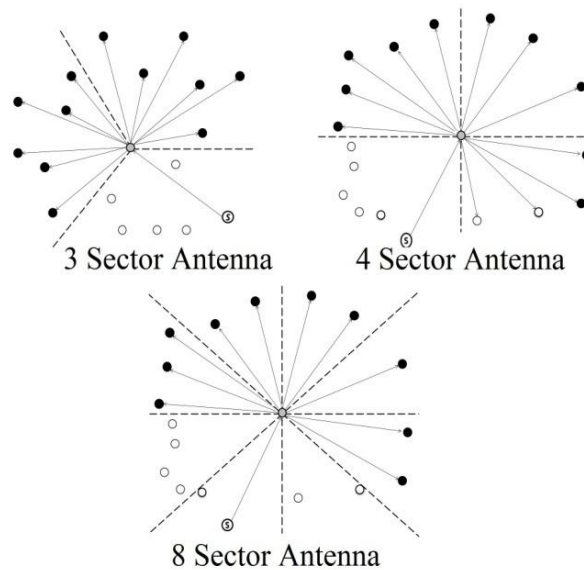 S
S
3 Sector Antenna
4 Sector Antenna
S
8 Sector Antenna